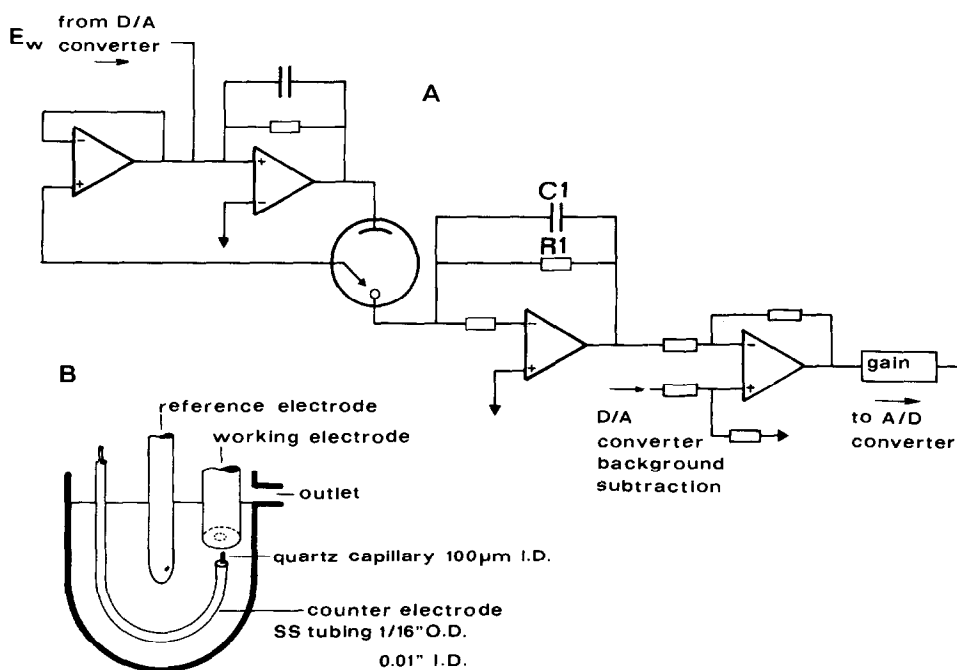 from D/A
E_w converter
A
C1
R1
gain
D/A
converter
background
subtraction
to A/D
converter
B
reference electrode
working electrode
outlet
quartz capillary 100µm I.D.
counter electrode
SS tubing 1/16" O.D.
0.01" I.D.